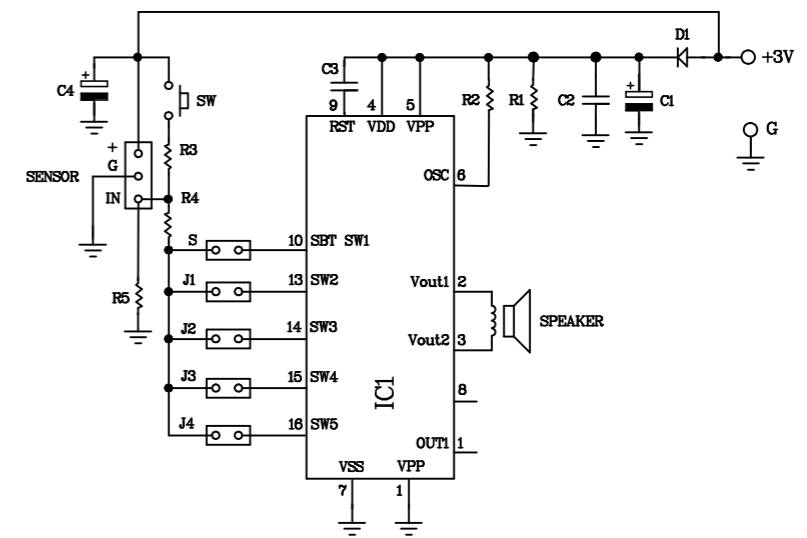 D1
+3V
C4
+
SW
C3
R2
R1
C2
+
C1
9
4
5
RST
VDD
VPP
G
R3
+
G
SENSOR
IN
R4
OSC
6
S
10
SBT SW1
J1
13
SW2
Vout1
2
R5
SPEAKER
J2
14
SW3
Vout2
3
J3
15
SW4
IC1
8
J4
16
SW5
OUT1
1
VSS
VPP
7
1